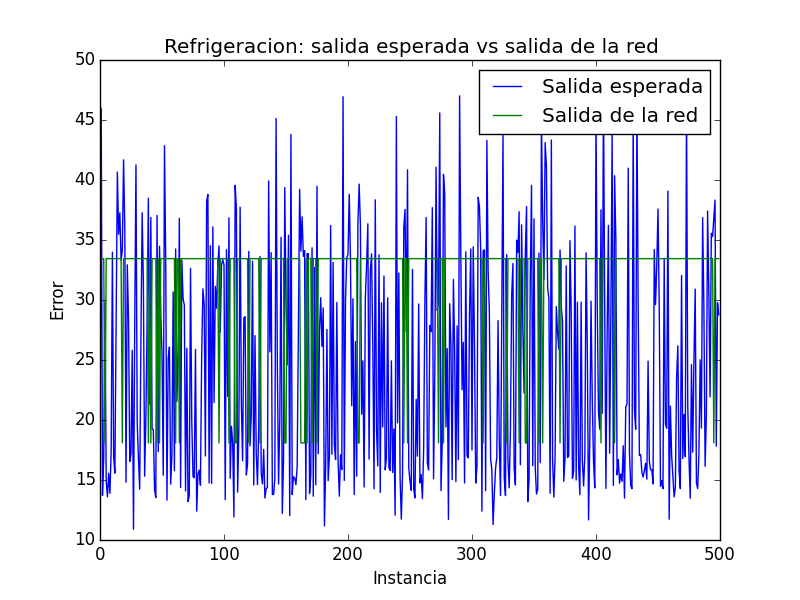 Refrigeracion: salida esperada vs salida de la red
50
45
40
35
30
25
20
15
10
Error
Salida esperada
Salida de la red
0 100 200 300 400 500
Instancia